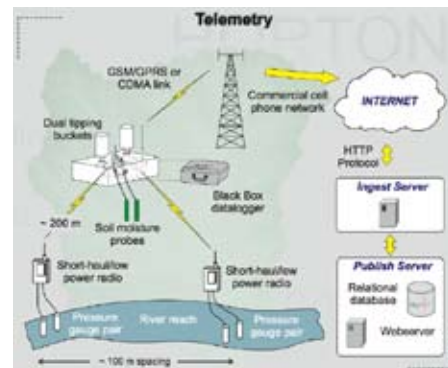 Telemetry
GSM/GPRS or
CDMA link
Commercial cell
phone network
INTERNET
Dual tipping
buckets
HTTP
Protocol
Black Box
datalogger
Ingest Server
~ 200 m
Soil moisture
probes
Short-haul/low
power radio
Short-haul/low
power radio
Publish Server
Relational
database
Pressure
gauge pair
River reach
Pressure
gauge pair
Webserver
~ 100 m spacing